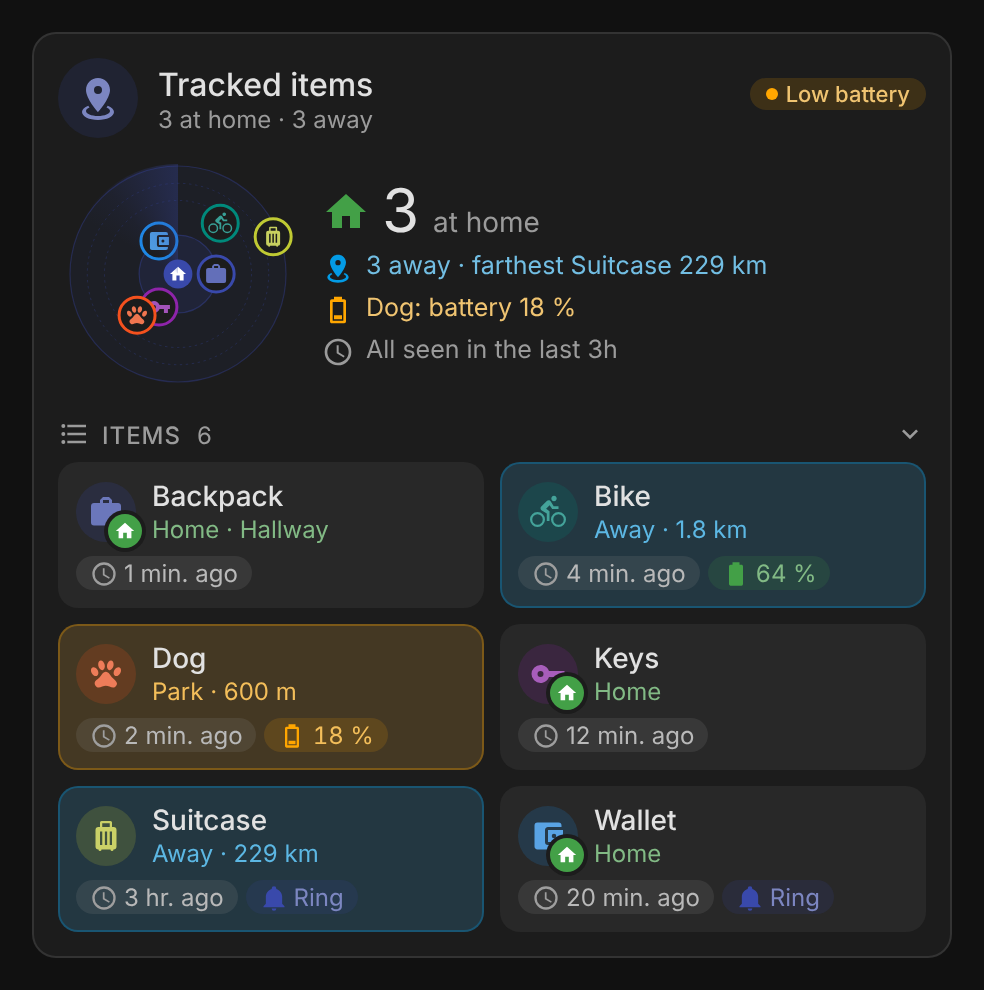 Tracked items
3 at home · 3 away
Low battery
3 at home
3 away · farthest Suitcase 229 km
Dog: battery 18 %
All seen in the last 3h
ITEMS 6
Backpack
Home · Hallway
1 min. ago
Bike
Away · 1.8 km
4 min. ago
64 %
Dog
Park · 600 m
2 min. ago
18 %
Keys
Home
12 min. ago
Suitcase
Away · 229 km
3 hr. ago
Ring
Wallet
Home
20 min. ago
Ring